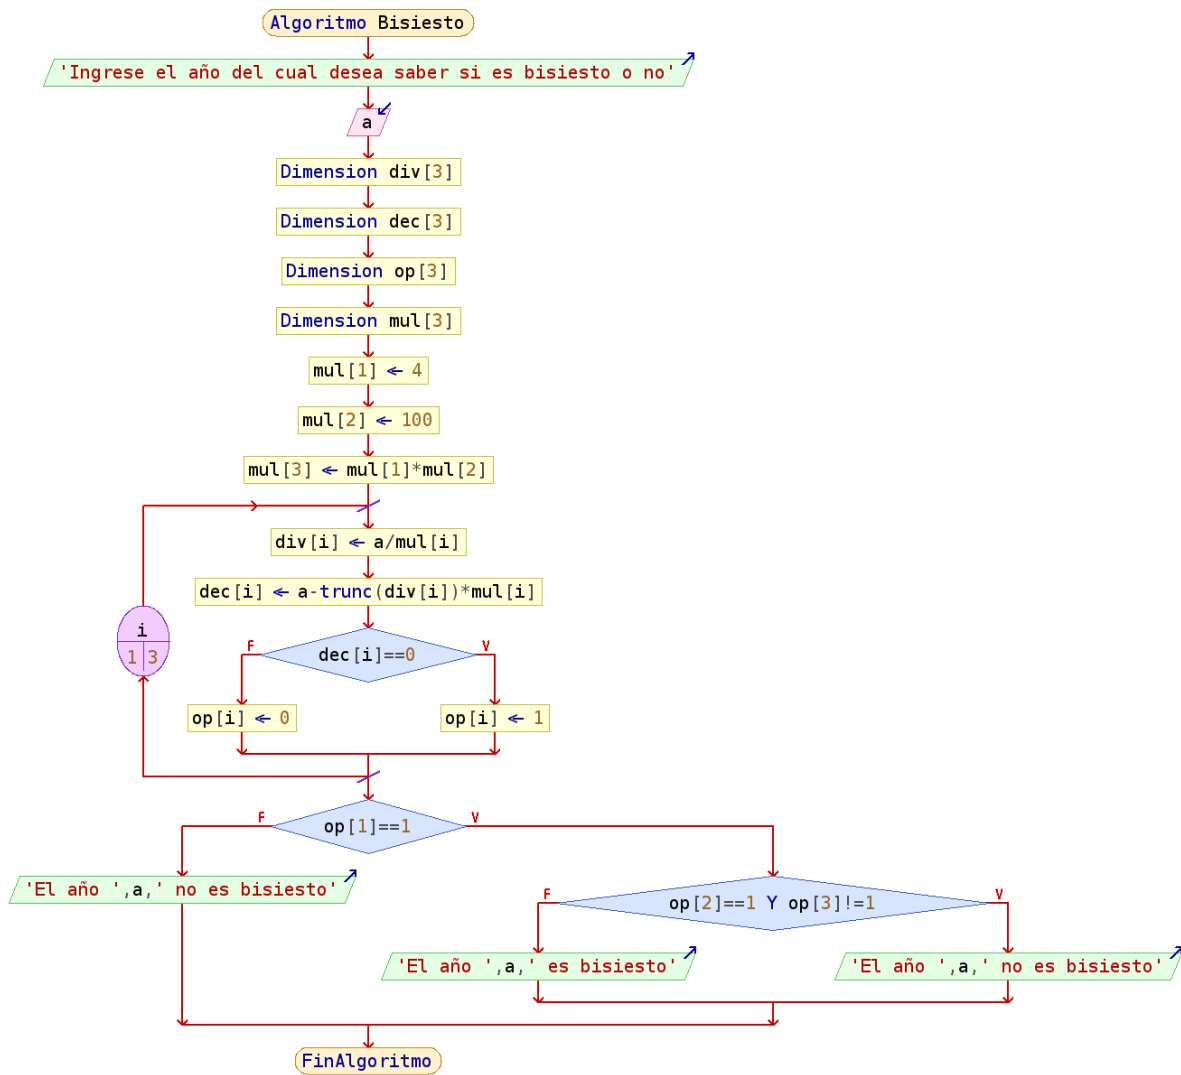 Algoritmo Bisiesto
'Ingrese el año del cual desea saber si es bisiesto o no'
a
Dimension div[3]
Dimension dec[3]
Dimension op[3]
Dimension mul[3]
mul[1] ← 4
mul[2] ← 100
mul[3] ← mul[1]*mul[2]
div[i] ← a/mul[i]
dec[i] ← a-trunc(div[i])*mul[i]
i
1 3
F
V
dec[i]==0
op[i] ← 0
op[i] ← 1
F
V
op[1]==1
'El año ',a,' no es bisiesto'
F
V
op[2]==1 Y op[3]!=1
'El año ',a,' es bisiesto'
'El año ',a,' no es bisiesto'
FinAlgoritmo